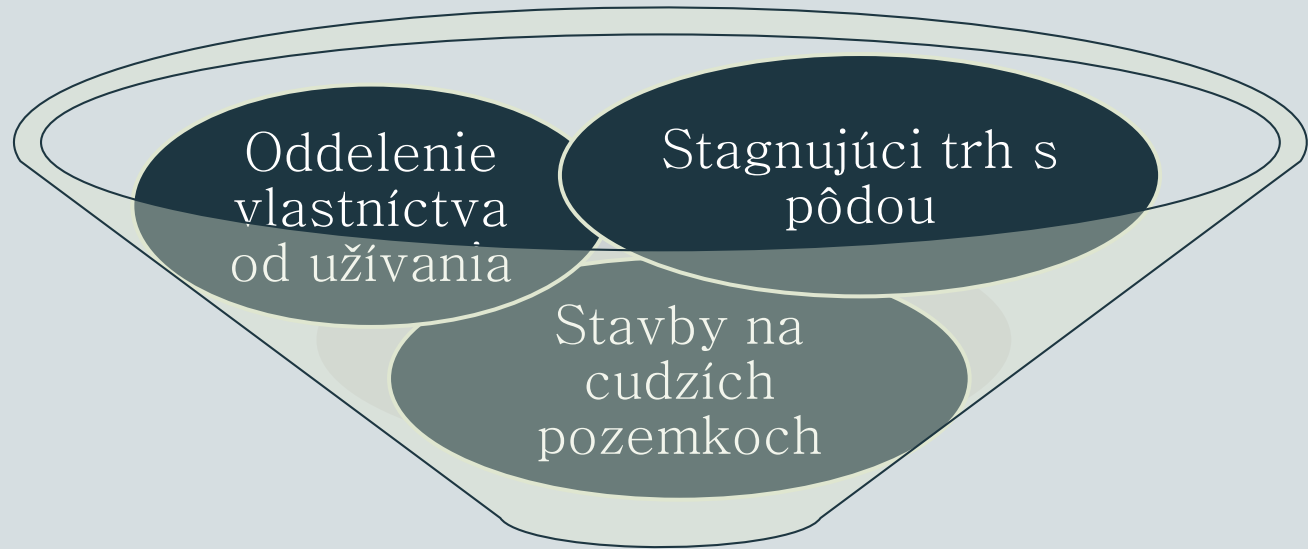 Oddelenie
vlastníctva
od užívania
Stagnujúci trh s
pôdou
Stavby na
cudzích
pozemkoch